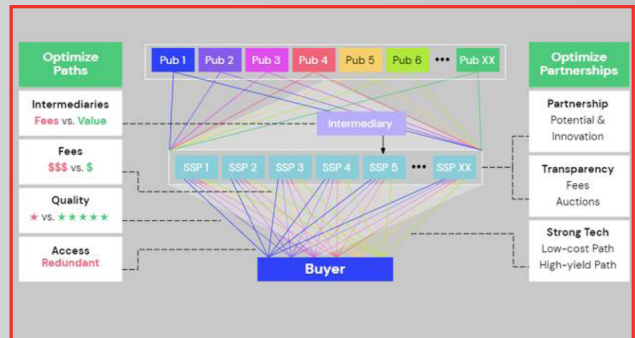 Optimize
Paths
Intermediaries
Fees vs. Value
Fees
$$$ vs. $
Quality
★ vs. ★★★★★
Access
Redundant
Pub 1 Pub 2 Pub 3 Pub 4 Pub 5 Pub 6 ••• Pub XX
Intermediary
SSP 1 SSP 2 SSP 3 SSP 4 SSP 5 ••• SSP XX
Buyer
Optimize
Partnerships
Partnership
Potential &
Innovation
Transparency
Fees
Auctions
Strong Tech
Low-cost Path
High-yield Path